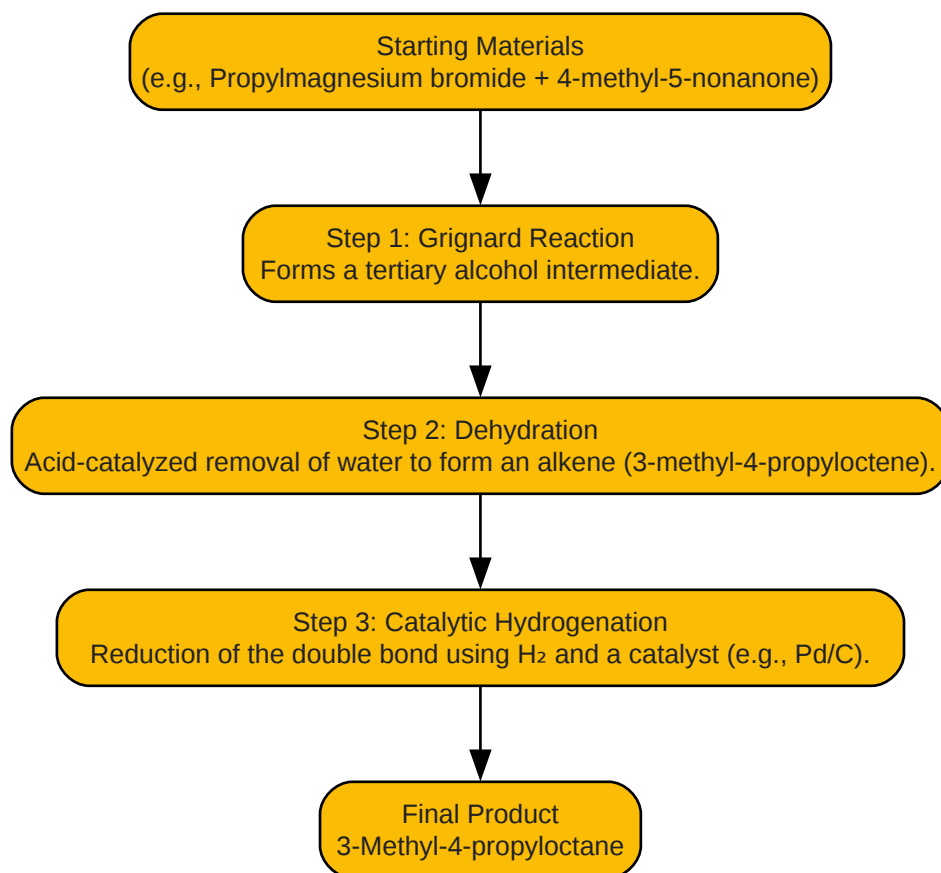 Starting Materials
(e.g., Propylmagnesium bromide + 4-methyl-5-nonanone)
Step 1: Grignard Reaction
Forms a tertiary alcohol intermediate.
Step 2: Dehydration
Acid-catalyzed removal of water to form an alkene (3-methyl-4-propyloctene).
Step 3: Catalytic Hydrogenation
Reduction of the double bond using H₂ and a catalyst (e.g., Pd/C).
Final Product
3-Methyl-4-propyloctane